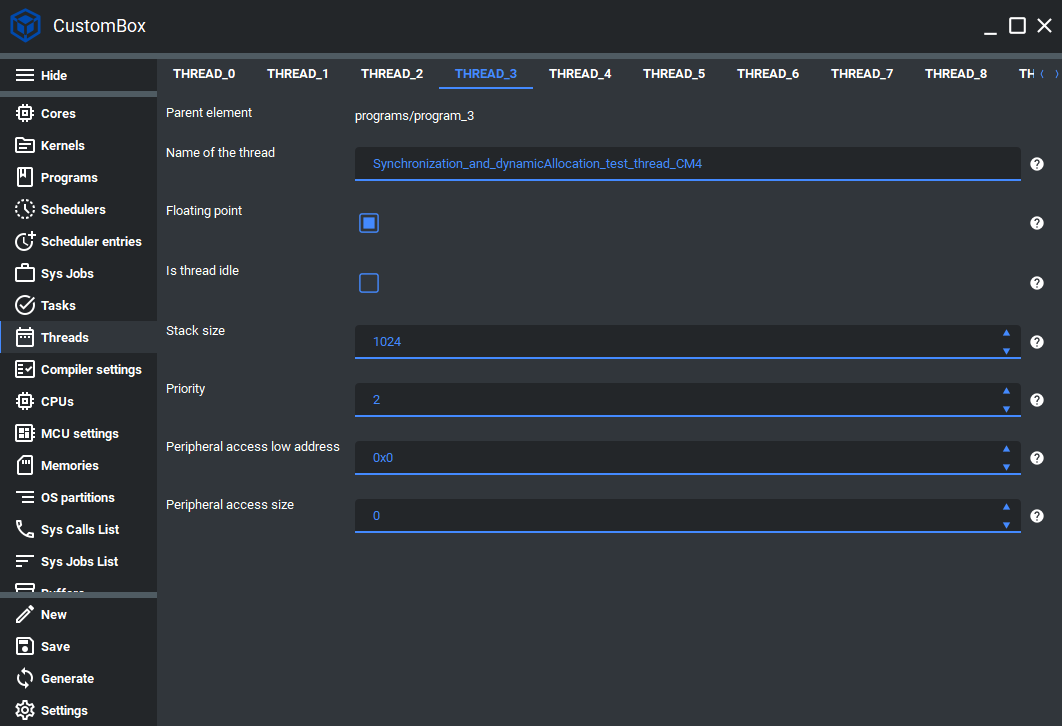 CustomBox
Hide
THREAD_0 THREAD_1 THREAD_2 THREAD_3 THREAD_4 THREAD_5 THREAD_6 THREAD_7 THREAD_8 TH
Cores
Kernels
Programs
Schedulers
Scheduler entries
Sys Jobs
Tasks
Threads
Compiler settings
CPUs
MCU settings
Memories
OS partitions
Sys Calls List
Sys Jobs List
Buffers
New
Save
Generate
Settings
Parent element programs/program_3
Name of the thread Synchronization_and_dynamicAllocation_test_thread_CM4
Floating point
Is thread idle
Stack size 1024
Priority 2
Peripheral access low address 0x0
Peripheral access size 0